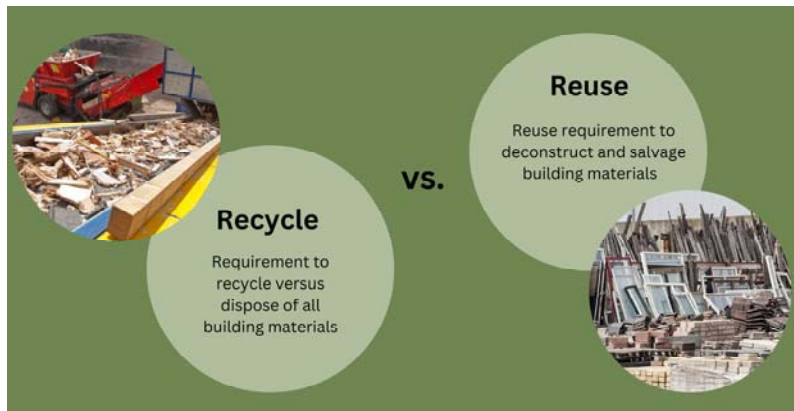 Recycle
Requirement to
recycle versus
dispose of all
building materials
vs.
Reuse
Reuse requirement to
deconstruct and salvage
building materials